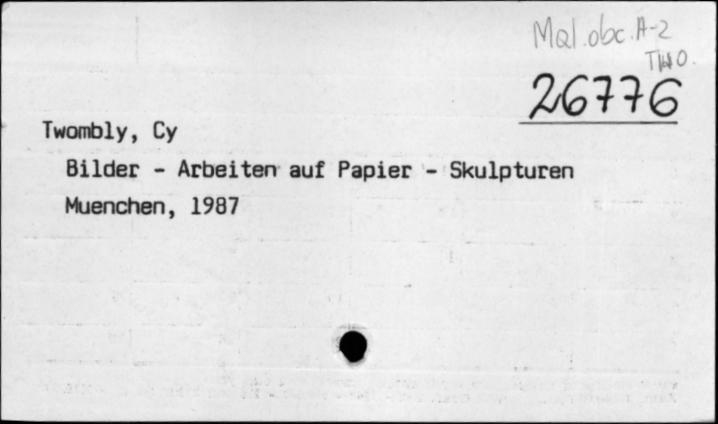 Mal. obc. A-2
TWO.
26776
Twombly, Cy
Bilder - Arbeiten auf Papier - Skulpturen
Muenchen, 1987